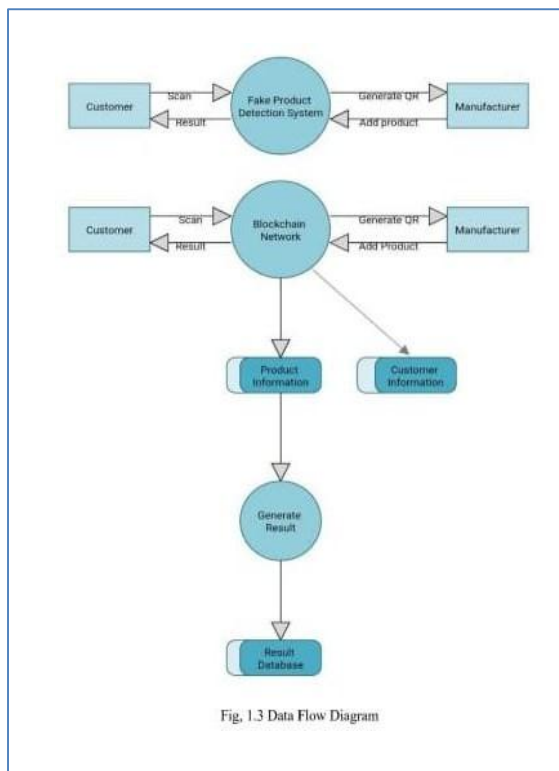 Scan
Generate QR
Customer
Fake Product
Detection System
Manufacturer
Result
Add product
Scan
Generate QR
Customer
Blockchain
Network
Manufacturer
Result
Add Product
Product
Information
Customer
Information
Generate
Result
Result
Database
Fig, 1.3 Data Flow Diagram